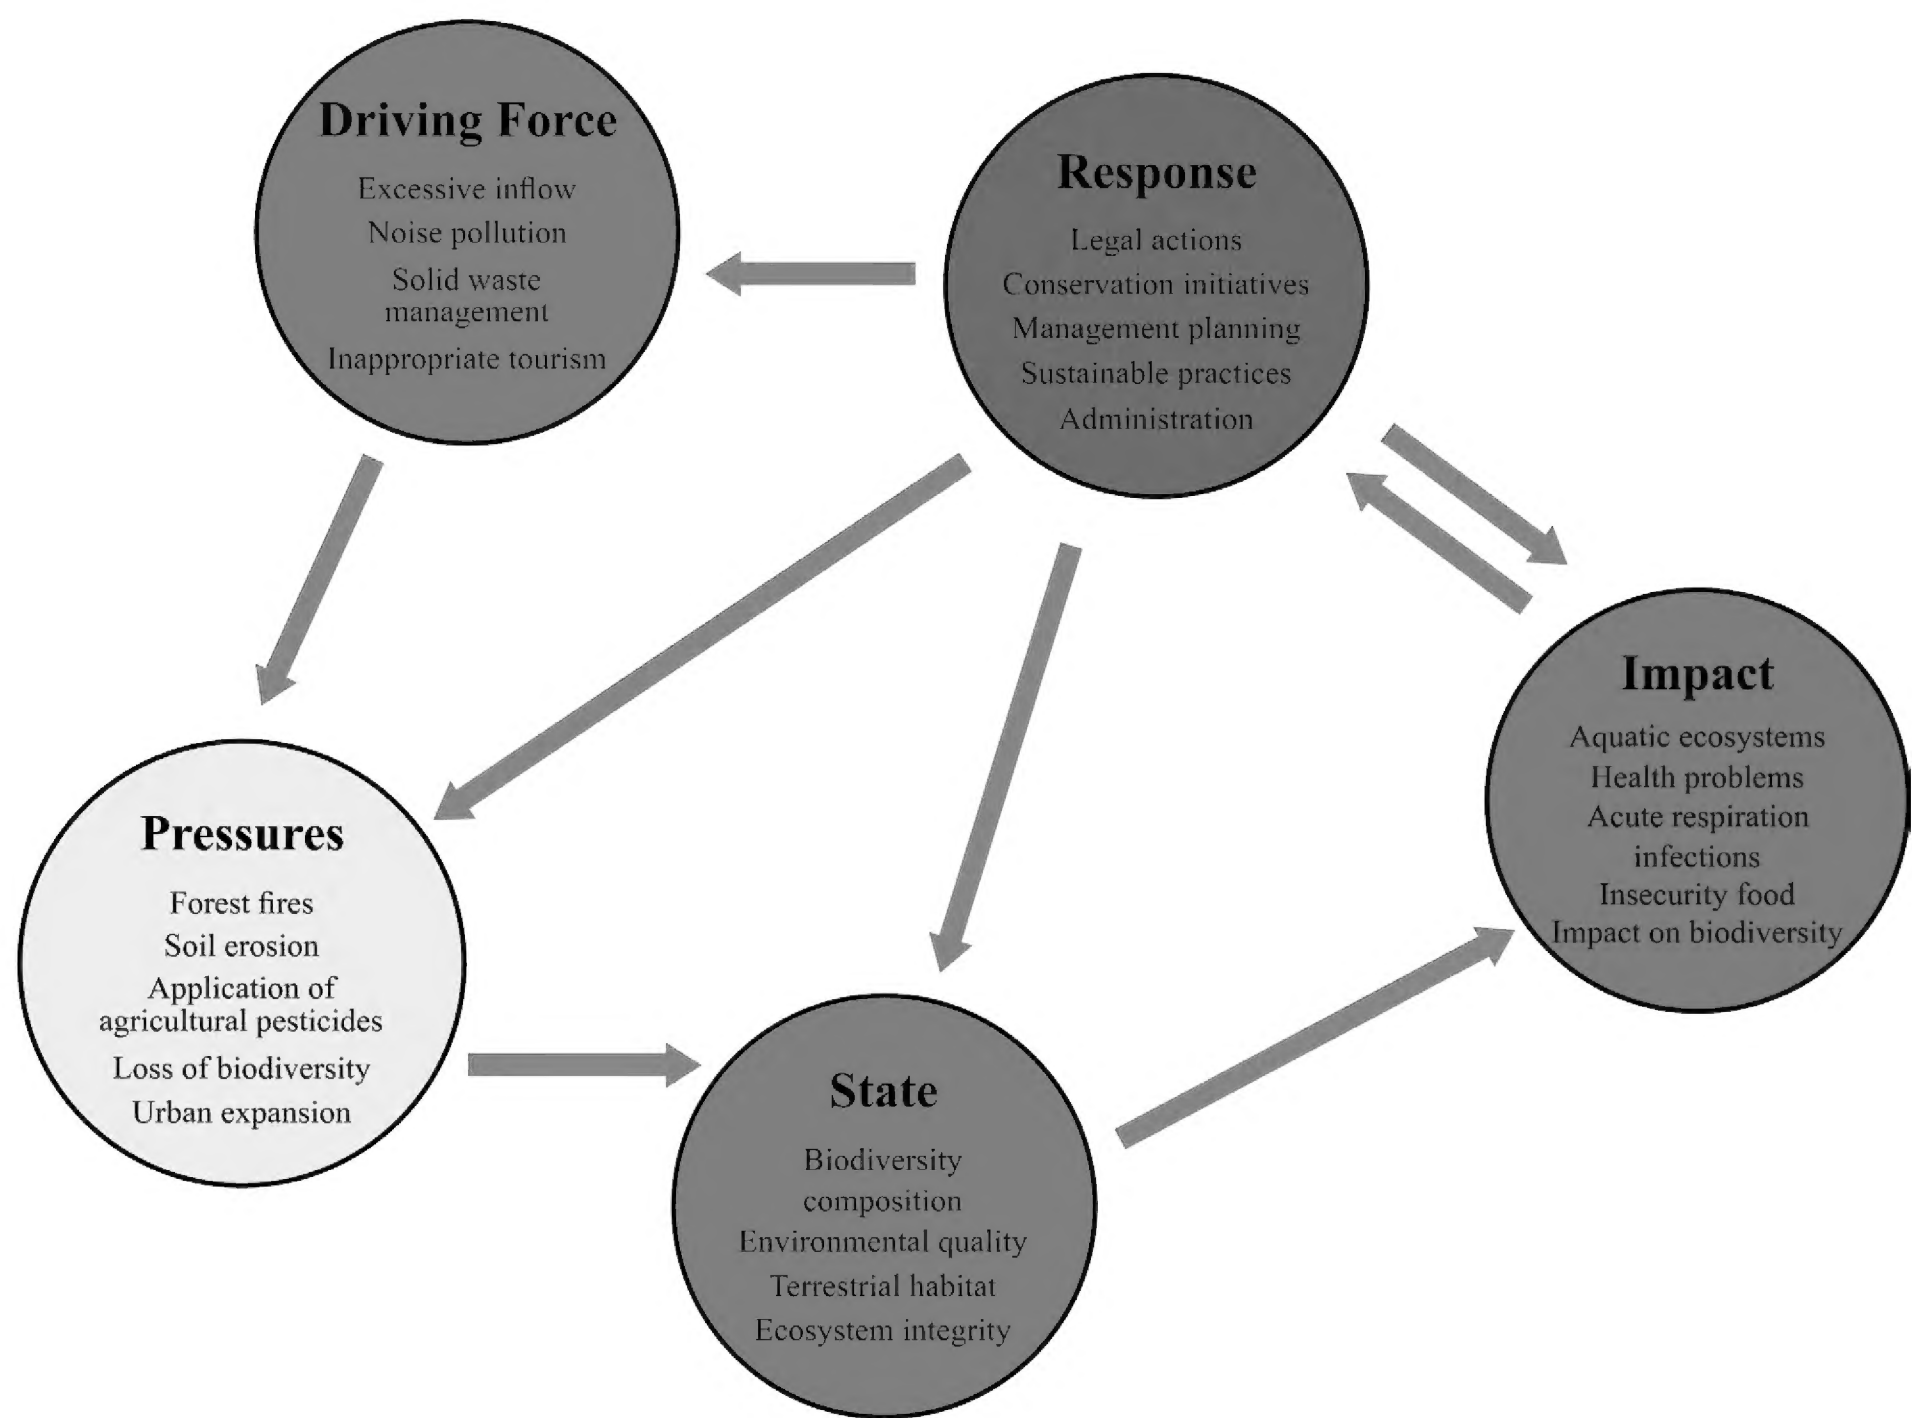 Driving Force
Excessive inflow
Noise pollution
Solid waste
management
Inappropriate tourism
Response
Legal actions
Conservation initiatives
Management planning
Sustainable practices
Administration
Impact
Aquatic ecosystems
Health problems
Acute respiration
infections
Insecurity food
Impact on biodiversity
Pressures
Forest fires
Soil erosion
Application of
agricultural pesticides
Loss of biodiversity
Urban expansion
State
Biodiversity
composition
Environmental quality
Terrestrial habitat
Ecosystem integrity